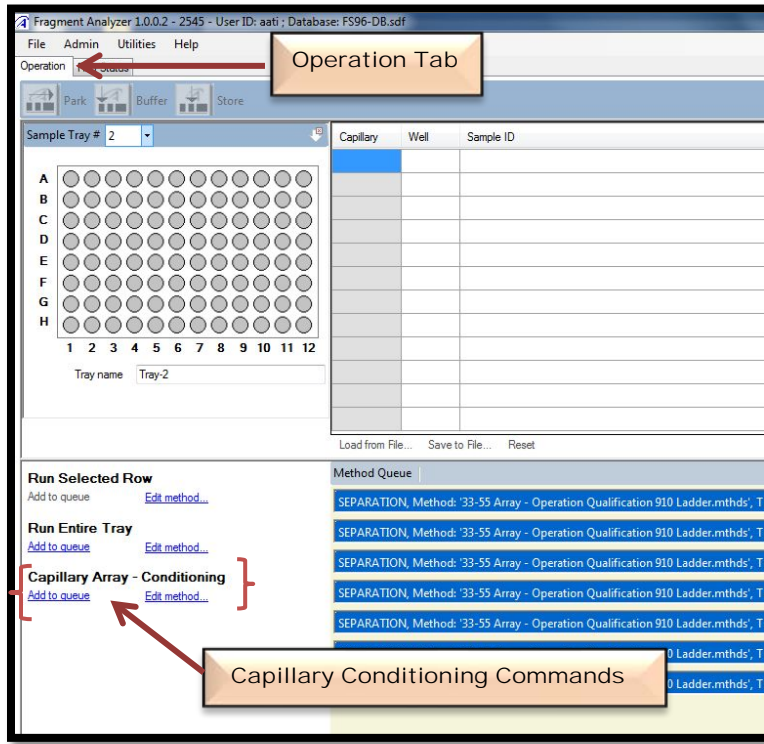 Fragment Analyzer 1.0.0.2 - 2545 - User ID: aati ; Database: FS96-DB.sdf
File Admin Utilities Help
Operation Status
Operation Tab
Park Buffer Store
Sample Tray # 2
Capillary Well Sample ID
A
B
C
D
E
F
G
H
1 2 3 4 5 6 7 8 9 10 11 12
Tray name Tray-2
Load from File... Save to File... Reset
Run Selected Row
Add to queue Edit method...
Run Entire Tray
Add to queue Edit method...
Capillary Array - Conditioning
Add to queue Edit method...
Method Queue
SEPARATION, Method: '33-55 Array - Operation Qualification 910 Ladder.mthds', T
SEPARATION, Method: '33-55 Array - Operation Qualification 910 Ladder.mthds', T
SEPARATION, Method: '33-55 Array - Operation Qualification 910 Ladder.mthds', T
SEPARATION, Method: '33-55 Array - Operation Qualification 910 Ladder.mthds', T
SEPARATION, Method: '33-55 Array - Operation Qualification 910 Ladder.mthds', T
0 Ladder.mthds', T
0 Ladder.mthds', T
Capillary Conditioning Commands